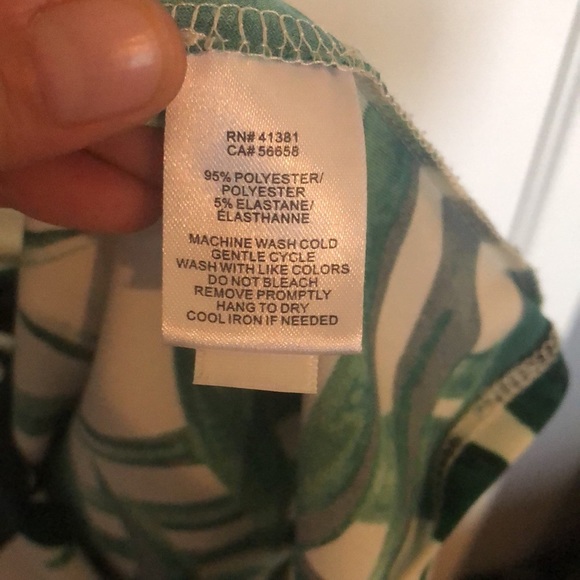 RN# 41381
CA# 56658
95% POLYESTER/
POLYESTER
5% ELASTANE/
ÉLASTHANNE
MACHINE WASH COLD
GENTLE CYCLE
WASH WITH LIKE COLORS
DO NOT BLEACH
REMOVE PROMPTLY
HANG TO DRY
COOL IRON IF NEEDED